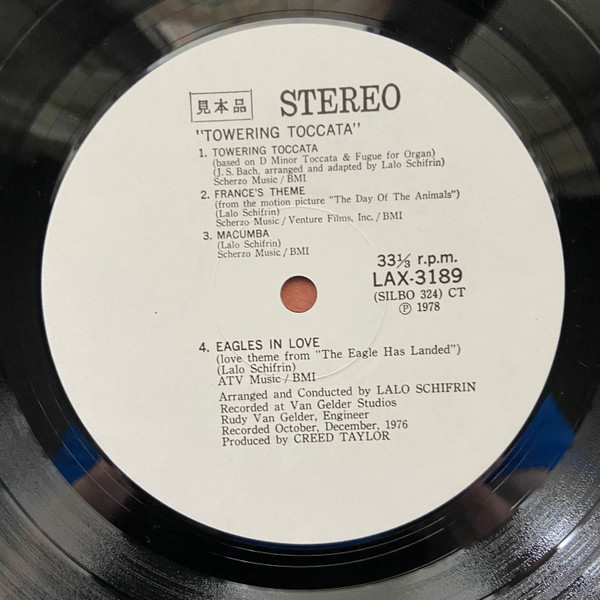 見本品 STEREO
"TOWERING TOCCATA"
1. TOWERING TOCCATA
(based on D Minor Toccata & Fugue for Organ)
(J. S. Bach, arranged and adapted by Lalo Schifrin)
Scherzo Music / BMI
2. FRANCE'S THEME
(from the motion picture "The Day Of The Animals")
(Lalo Schifrin)
Scherzo Music / Venture Films, Inc. / BMI
3. MACUMBA
(Lalo Schifrin)
Scherzo Music / BMI
33⅓ r.p.m.
LAX-3189
(SILBO 324) CT
Ⓟ 1978
4. EAGLES IN LOVE
(love theme from "The Eagle Has Landed")
(Lalo Schifrin)
ATV Music / BMI
Arranged and Conducted by LALO SCHIFRIN
Recorded at Van Gelder Studios
Rudy Van Gelder, Engineer
Recorded October, December, 1976
Produced by CREED TAYLOR